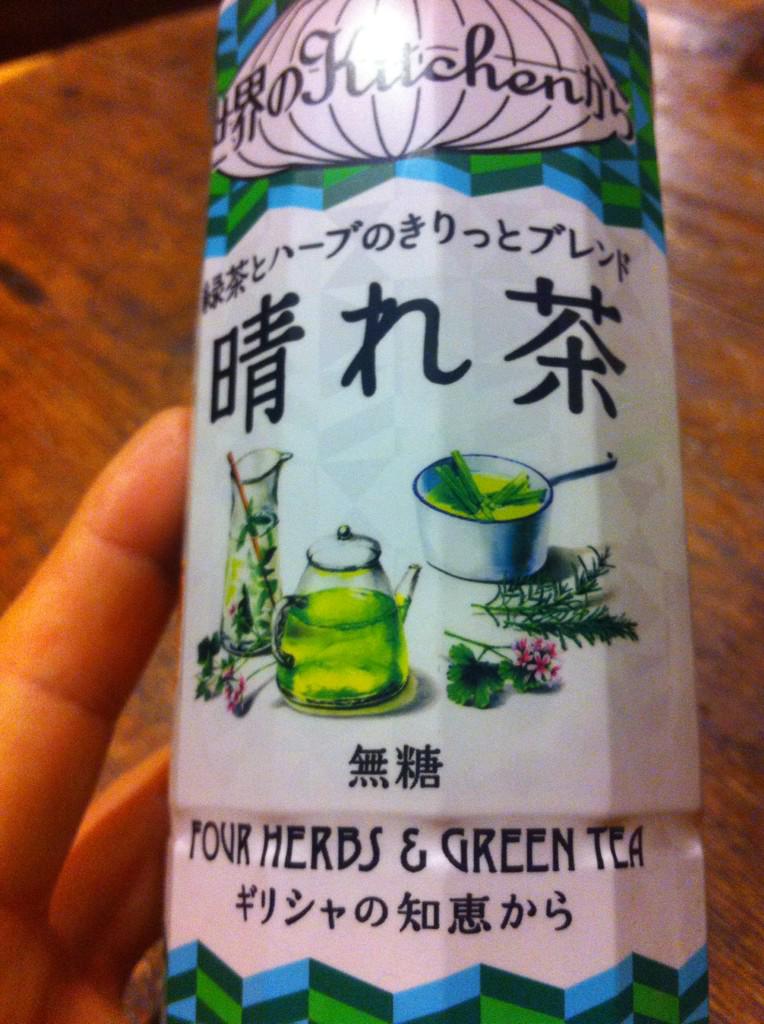 世界のKitchenから
緑茶とハーブのきりっとブレンド
晴れ茶
無糖
FOUR HERBS & GREEN TEA
ギリシャの知恵から